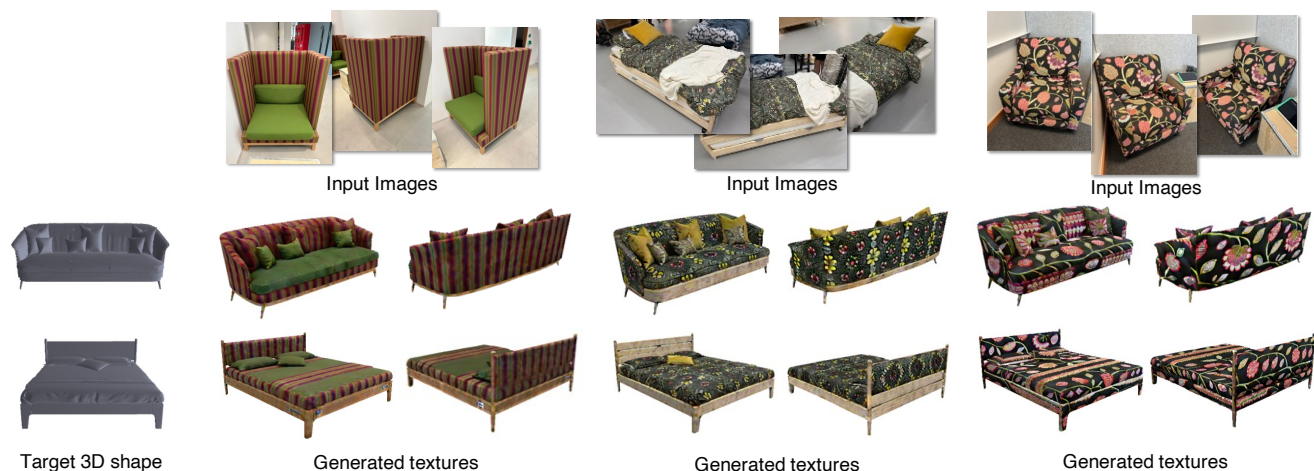 Input Images
Input Images
Input Images
Target 3D shape
Generated textures
Generated textures
Generated textures